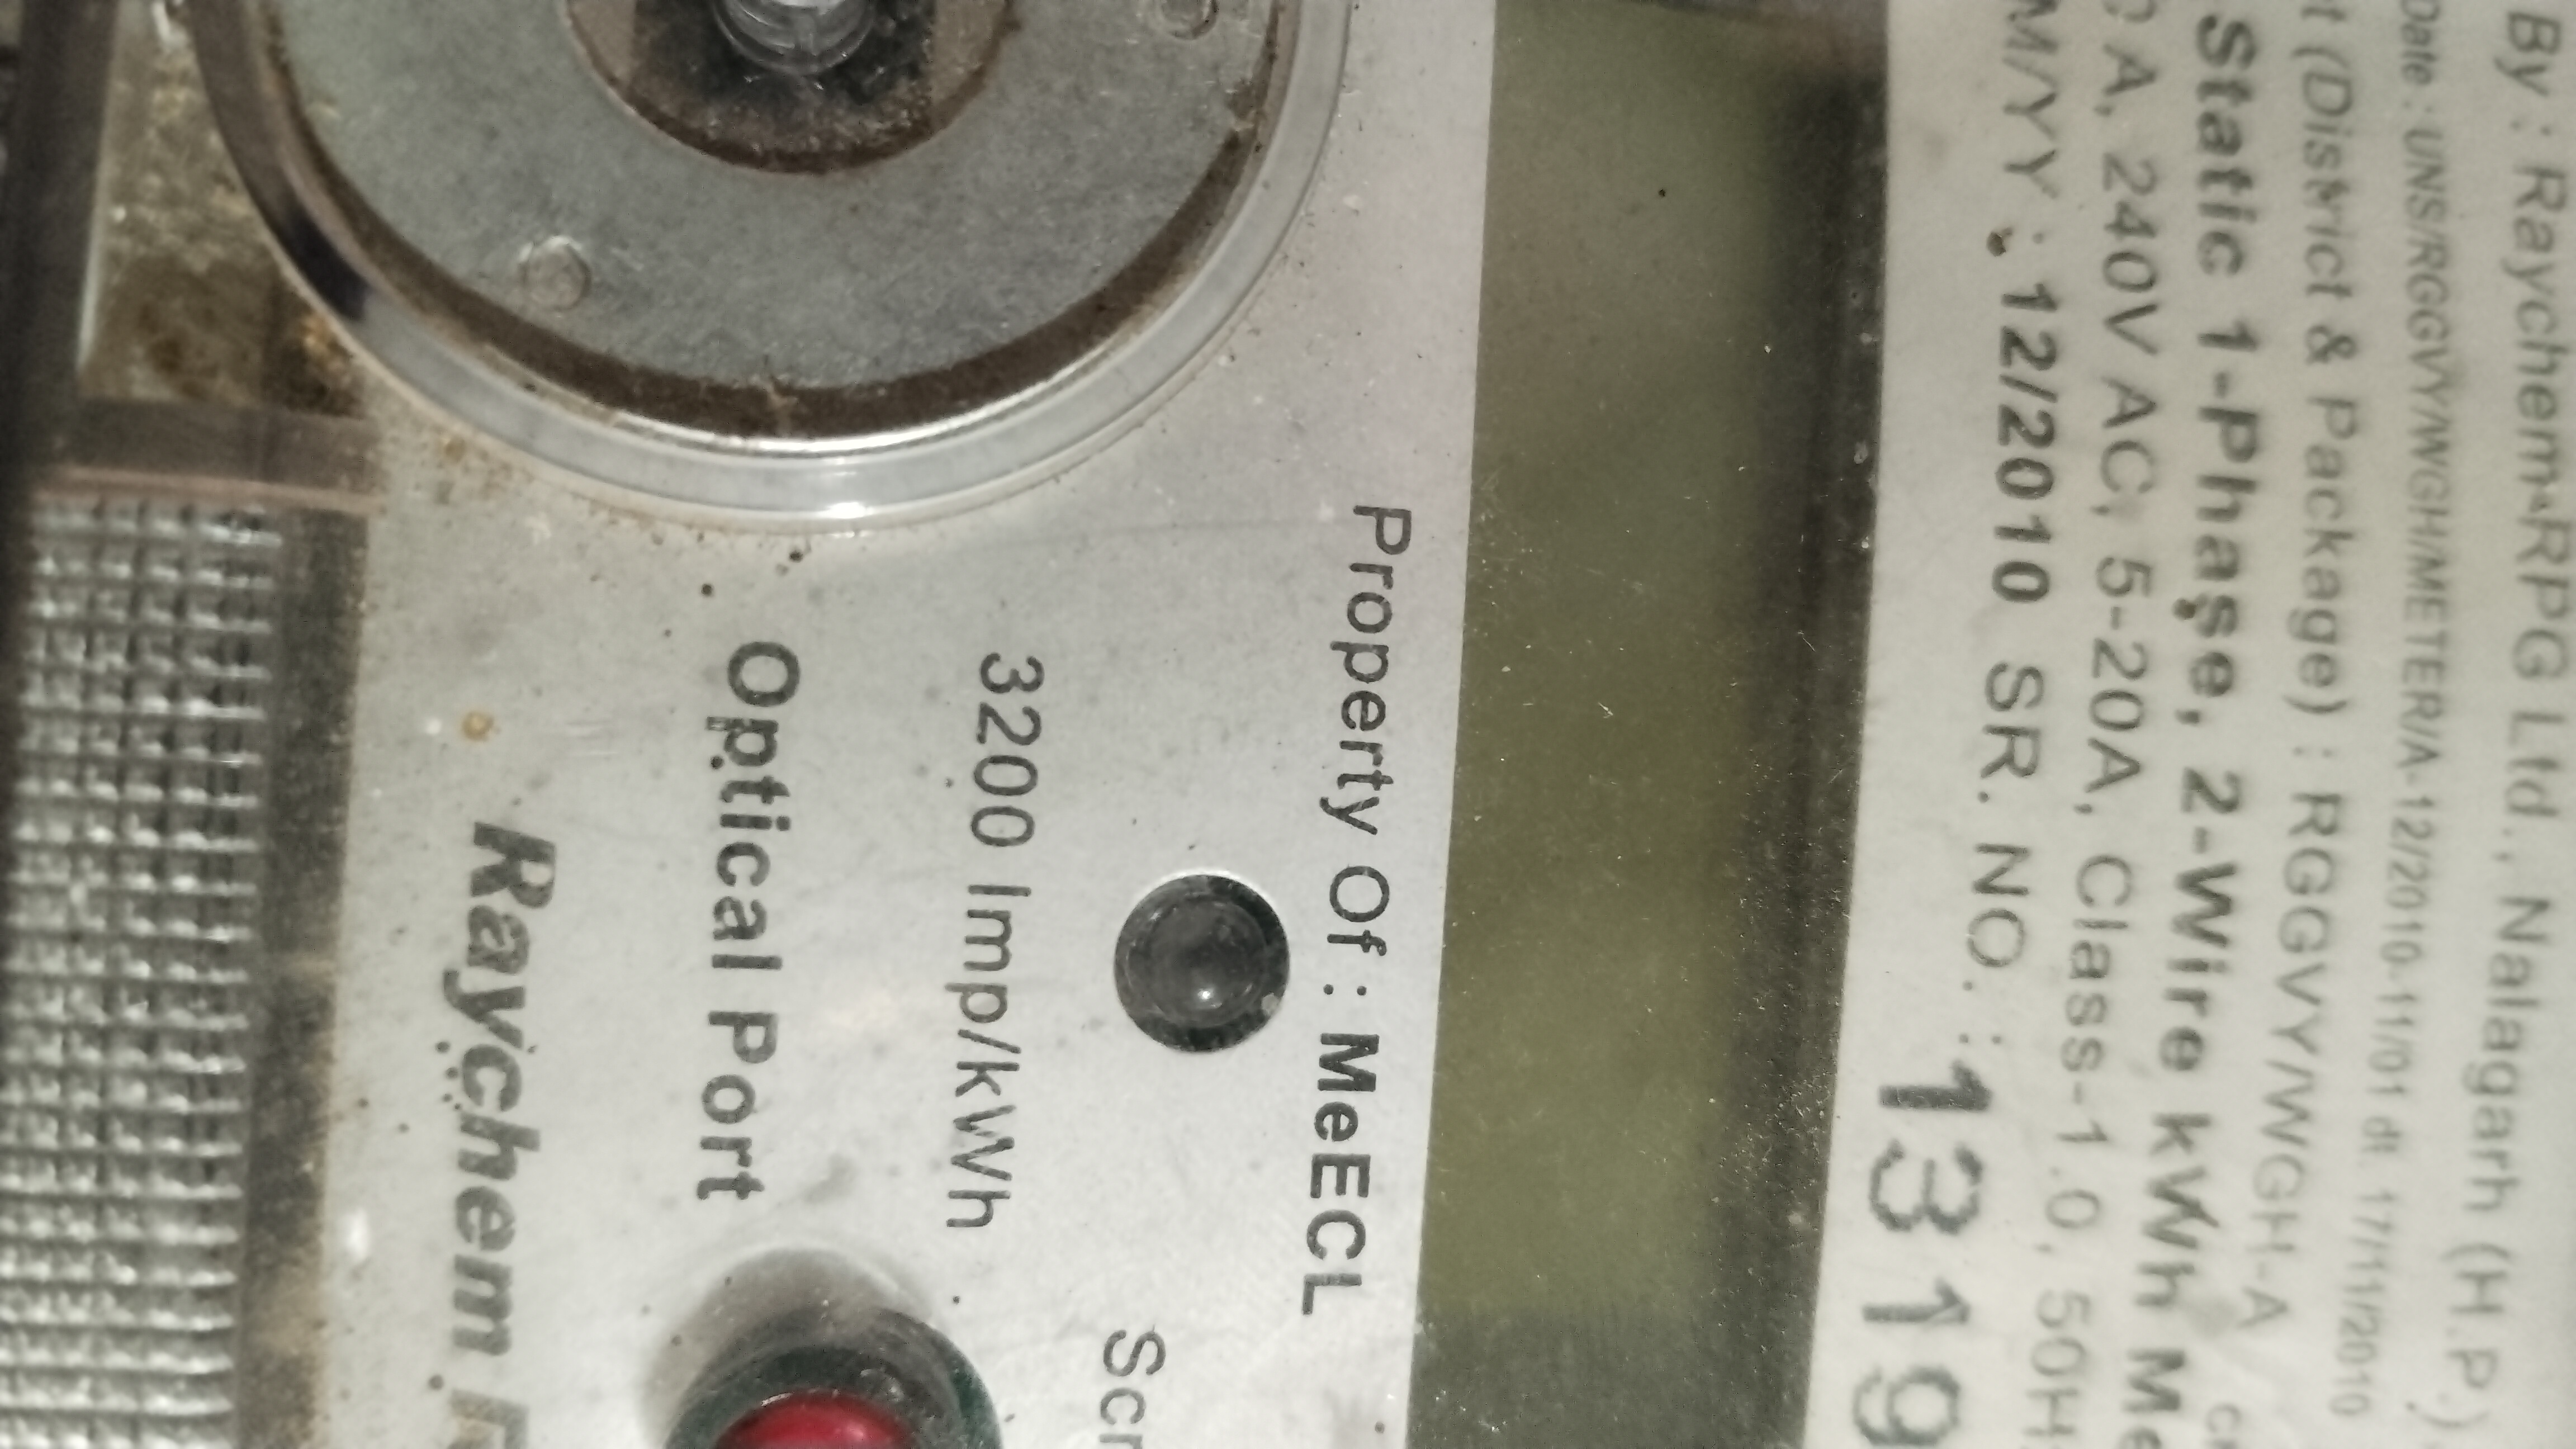 By : Raychem-RPG Ltd., Nalagarh (H.P.)
Date : UNS/RGGVY/WGH/METER/A-12/2010-11/01 dt. 17/11/2010
(District & Package) : RGGVY/WGH-A
Static 1-Phase, 2-Wire kWh
A, 240V AC, 5-20A, Class-1.0, 50H
MM/YY : 12/2010 SR. NO. : 1319
Property Of : MeECL
Scr
3200 Imp/kWh
Optical Port
Raychem